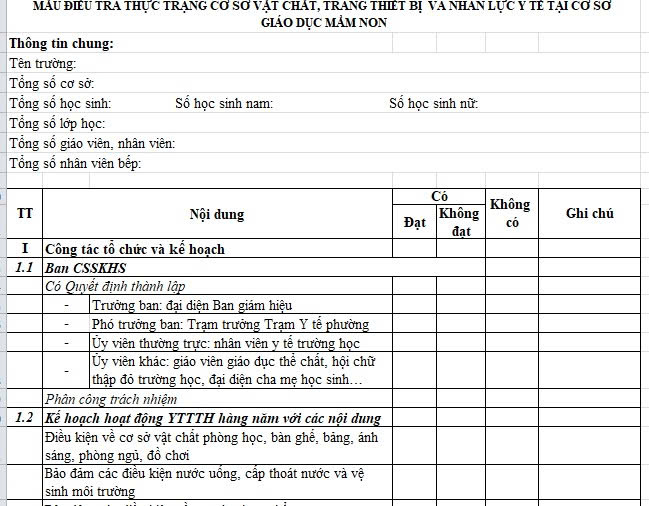 MẪU ĐIỀU TRA THỰC TRẠNG CƠ SỞ VẬT CHẤT, TRANG THIẾT BỊ VÀ NHÂN LỰC Y TẾ TẠI CƠ SỞ
GIÁO DỤC MẦM NON
Thông tin chung:
Tên trường:
Tổng số cơ sở:
Tổng số học sinh: Số học sinh nam: Số học sinh nữ:
Tổng số lớp học:
Tổng số giáo viên, nhân viên:
Tổng số nhân viên bếp:
TT Nội dung Có Không có Ghi chú
Đạt Không đạt
I Công tác tổ chức và kế hoạch
1.1 Ban CSSKHS
Có Quyết định thành lập
- Trưởng ban: đại diện Ban giám hiệu
- Phó trưởng ban: Trạm trưởng Trạm Y tế phường
- Ủy viên thường trực: nhân viên y tế trường học
- Ủy viên khác: giáo viên giáo dục thể chất, hội chữ
thập đỏ trường học, đại diện cha mẹ học sinh…
Phân công trách nhiệm
1.2 Kế hoạch hoạt động YTTTH hàng năm với các nội dung
Điều kiện về cơ sở vật chất phòng học, bàn ghế, bảng, ánh
sáng, phòng ngủ, đồ chơi
Bảo đảm các điều kiện nước uống, cấp thoát nước và vệ
sinh môi trường